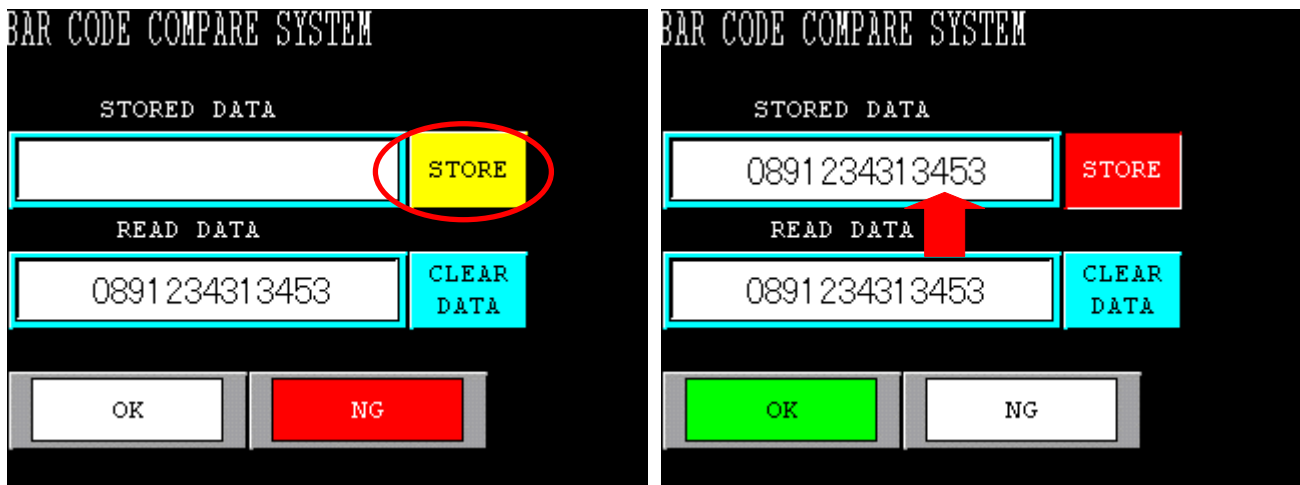 BAR CODE COMPARE SYSTEM
STORED DATA
STORE
READ DATA
0891234313453
CLEAR
DATA
OK
NG
BAR CODE COMPARE SYSTEM
STORED DATA
0891234313453
STORE
READ DATA
0891234313453
CLEAR
DATA
OK
NG